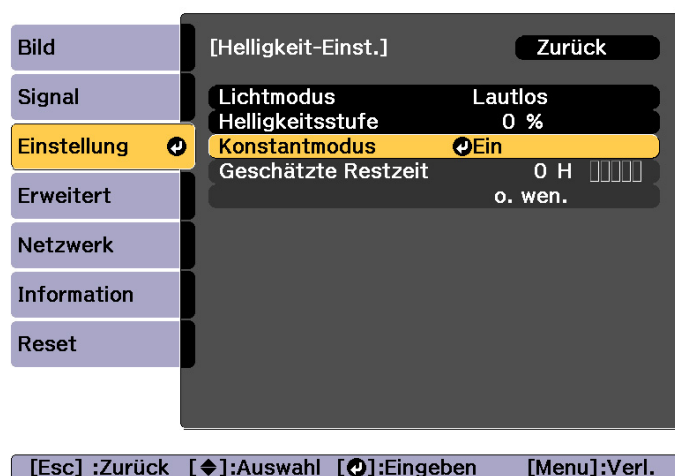 Bild
Signal
Einstellung
Erweitert
Netzwerk
Information
Reset
[Helligkeit-Einst.] Zurück
Lichtmodus Lautlos
Helligkeitsstufe 0 %
Konstantmodus Ein
Geschätzte Restzeit 0 H
o. wen.
[Esc] :Zurück [◆]:Auswahl [↵]:Eingeben [Menu]:Verl.